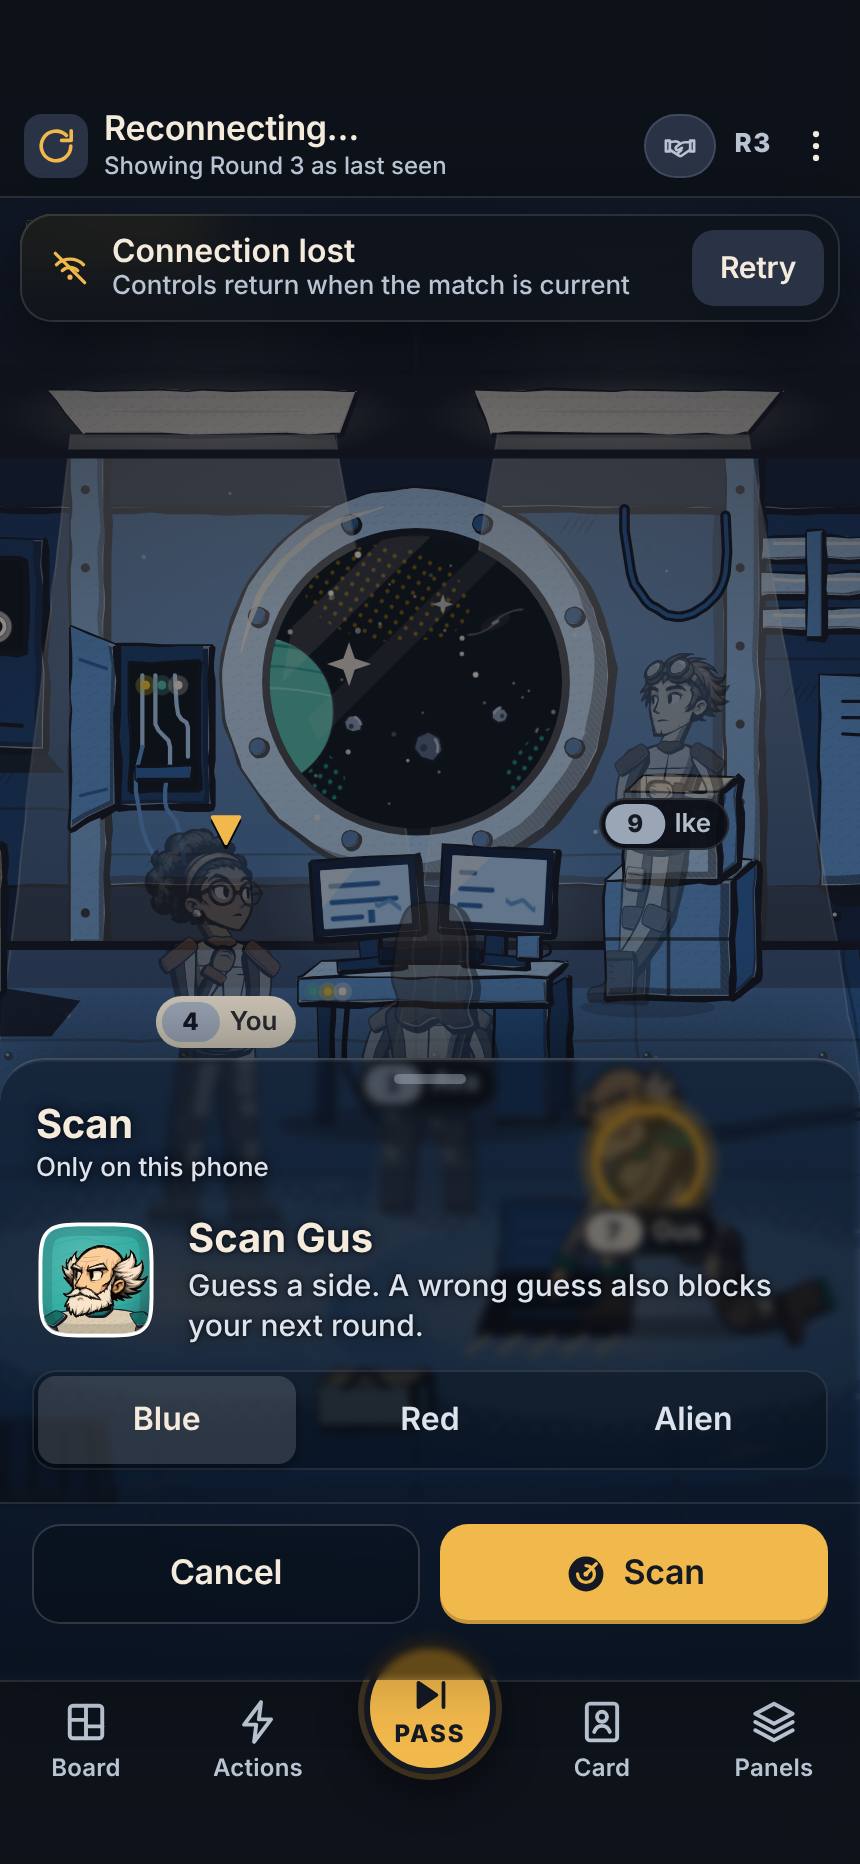 Reconnecting...
Showing Round 3 as last seen
R3
Connection lost
Controls return when the match is current
Retry
9 Ike
4 You
Scan
Only on this phone
7 Gus
Scan Gus
Guess a side. A wrong guess also blocks
your next round.
Blue
Red
Alien
Cancel
Scan
PASS
Board
Actions
Card
Panels